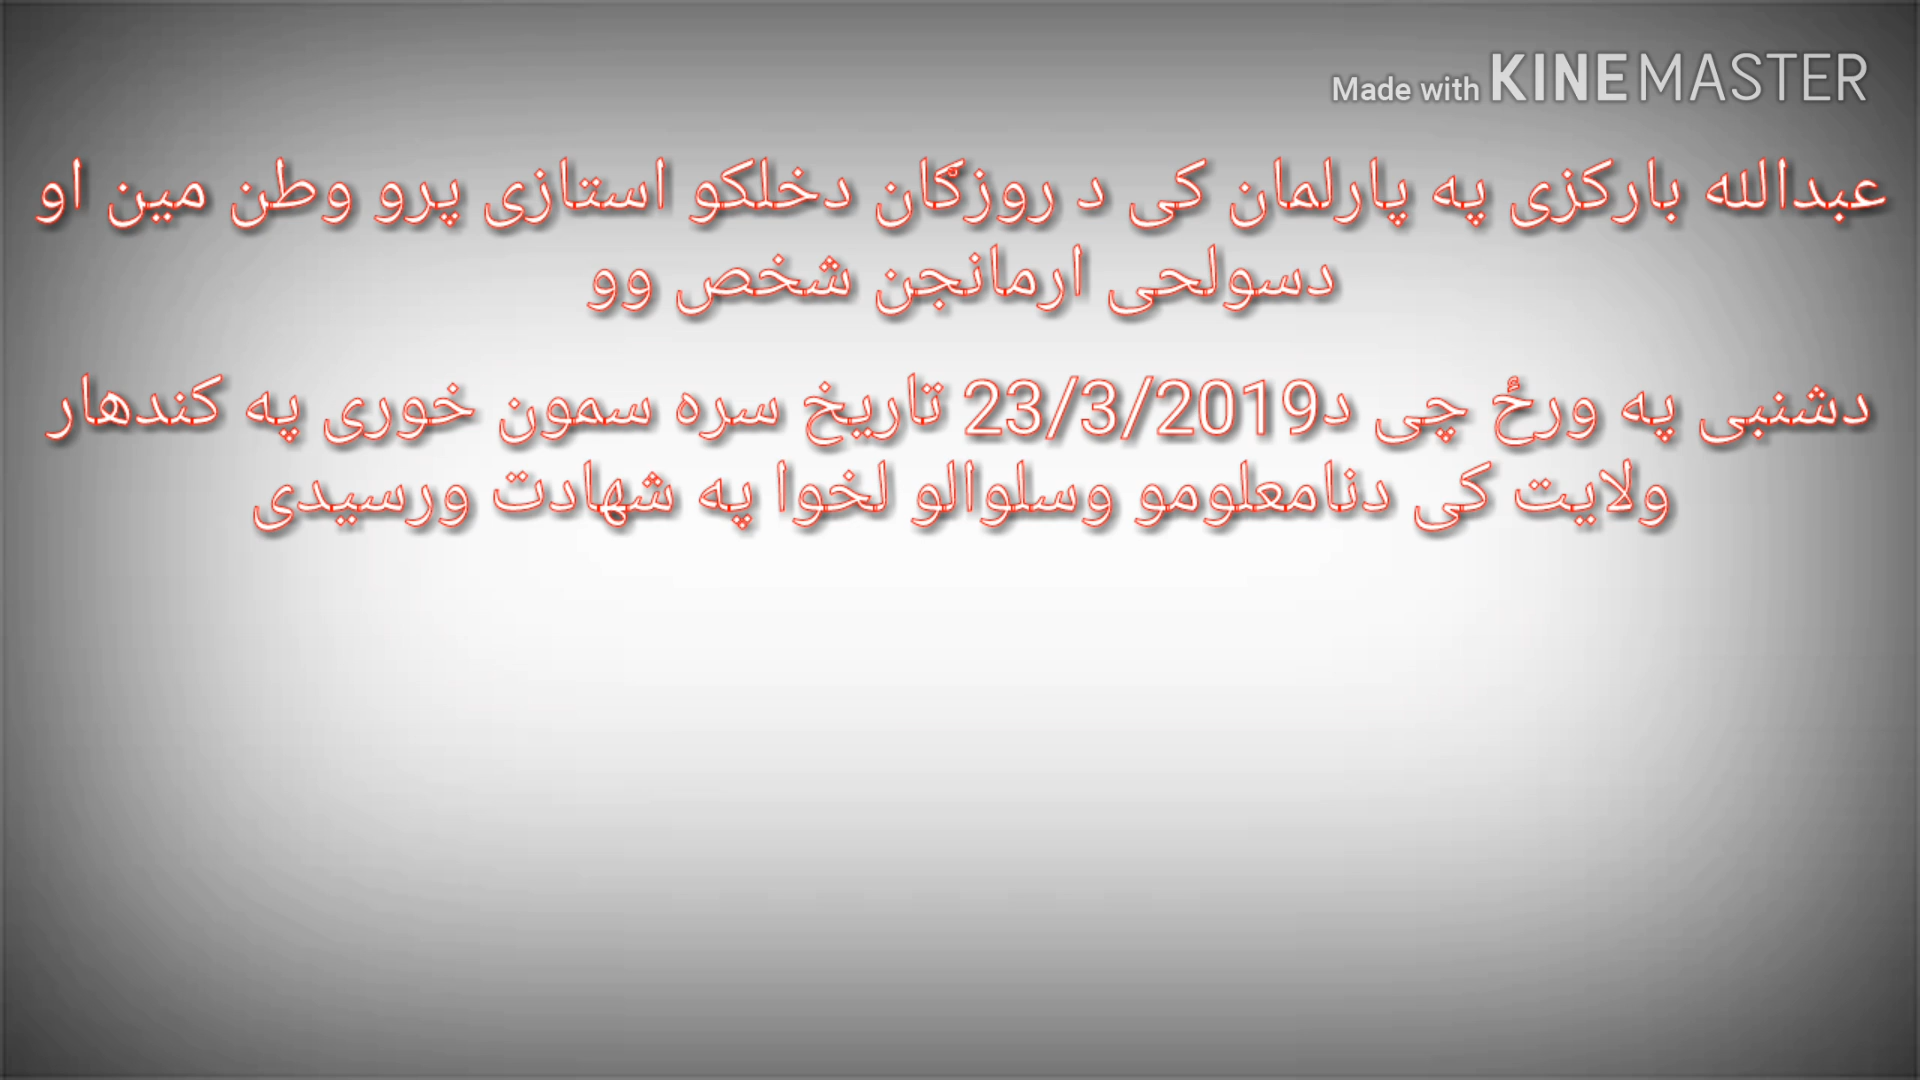 Made with KINEMASTER
عبدالله بارکزی په پارلمان کی د روزګان دخلکو استازی پرو وطن مین او
دسولحی ارمانجن شخص وو
دشنبی په ورځ چی د23/3/2019 تاریخ سره سمون خوری په کندهار
ولایت کی دنامعلومو وسلوالو لخوا په شهادت ورسیدی